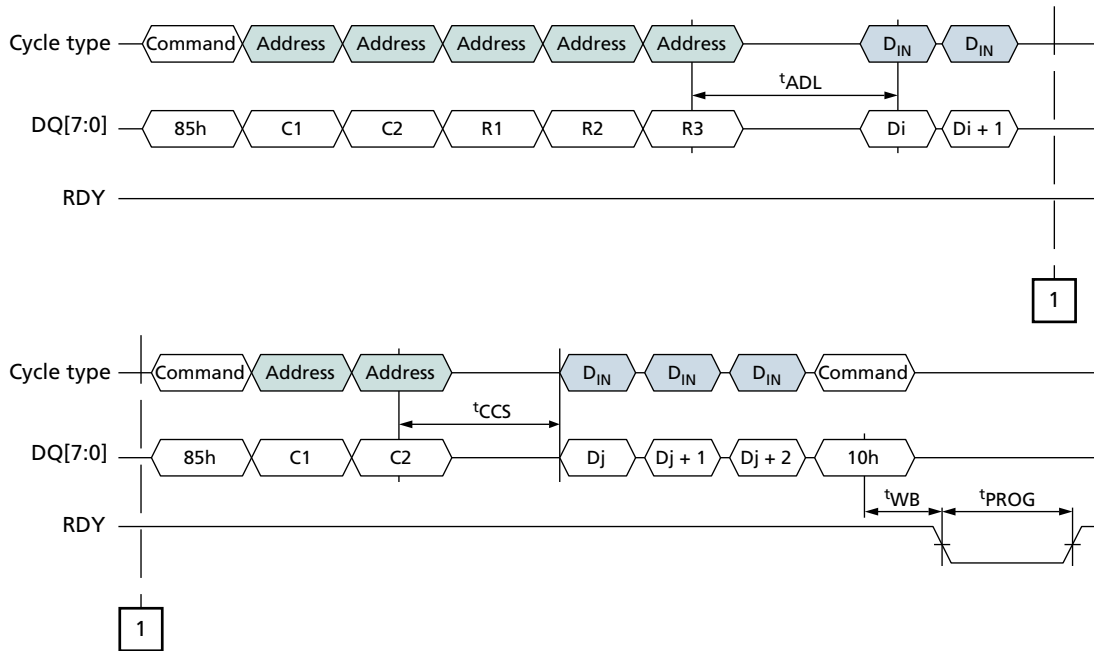 Cycle type Command Address Address Address Address Address DIN DIN
tADL
DQ[7:0] 85h C1 C2 R1 R2 R3 Di Di + 1
RDY
1
Cycle type Command Address Address DIN DIN DIN Command
tCCS
DQ[7:0] 85h C1 C2 Dj Dj + 1 Dj + 2 10h
tWB tPROG
RDY
1